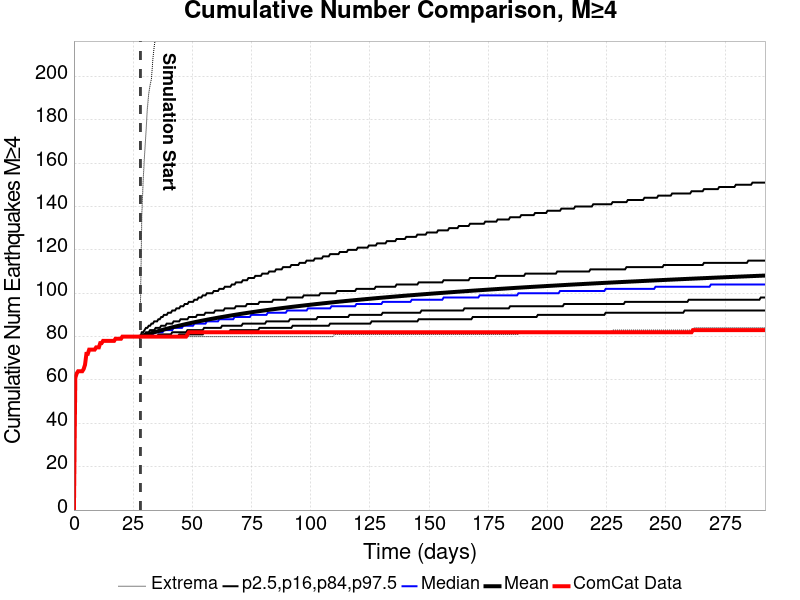 Cumulative Number Comparison, M≥4
Cumulative Num Earthquakes M≥4
200
180
160
140
120
100
80
60
40
20
0
Simulation Start
0 25 50 75 100 125 150 175 200 225 250 275
Time (days)
Extrema p2.5,p16,p84,p97.5 Median Mean ComCat Data